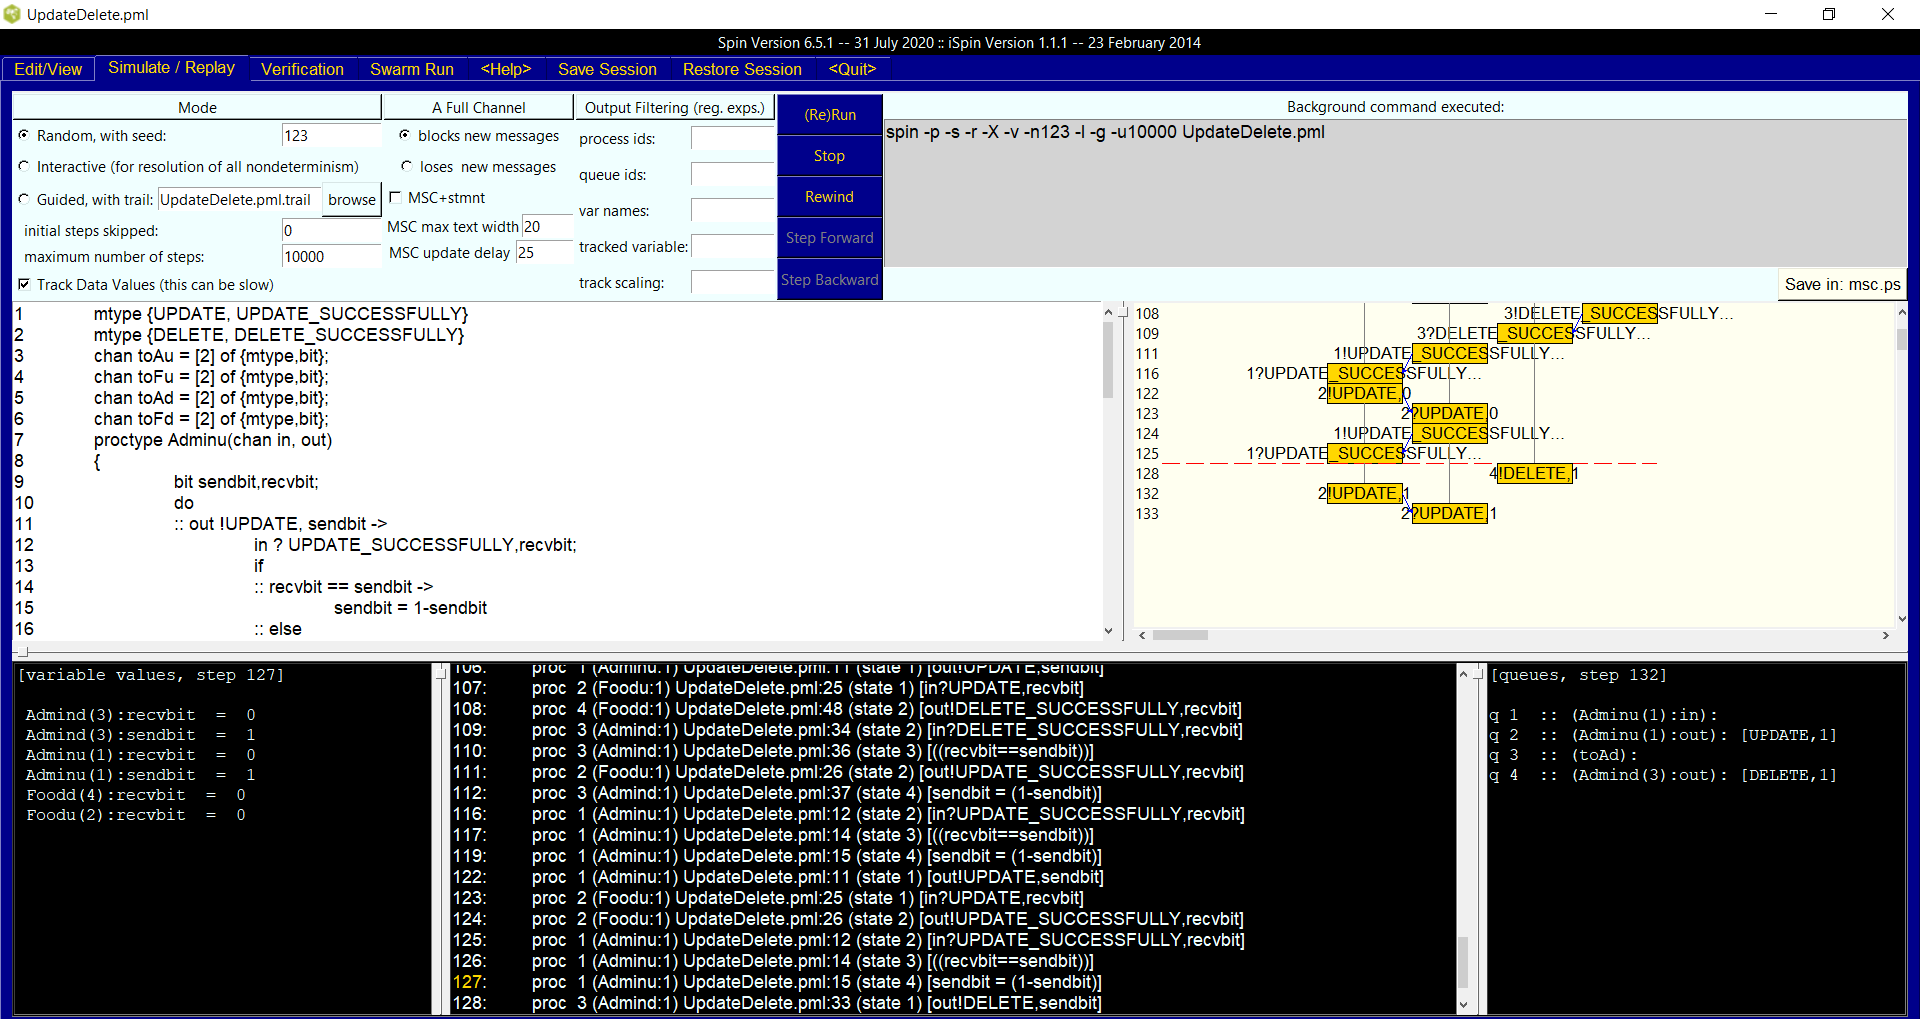 UpdateDelete.pml
Spin Version 6.5.1 -- 31 July 2020 :: iSpin Version 1.1.1 -- 23 February 2014
Edit/View Simulate / Replay Verification Swarm Run <Help> Save Session Restore Session <Quit>
Mode
Random, with seed: 123
Interactive (for resolution of all nondeterminism)
Guided, with trail: UpdateDelete.pml.trail browse
initial steps skipped: 0
maximum number of steps: 10000
Track Data Values (this can be slow)
A Full Channel
blocks new messages
loses new messages
MSC+stmnt
MSC max text width 20
MSC update delay 25
Output Filtering (reg. exps.)
process ids:
queue ids:
var names:
tracked variable:
track scaling:
(Re)Run
Stop
Rewind
Step Forward
Step Backward
Background command executed:
spin -p -s -r -X -v -n123 -l -g -u10000 UpdateDelete.pml
Save in: msc.ps
1 mtype {UPDATE, UPDATE_SUCCESSFULLY}
2 mtype {DELETE, DELETE_SUCCESSFULLY}
3 chan toAu = [2] of {mtype,bit};
4 chan toFu = [2] of {mtype,bit};
5 chan toAd = [2] of {mtype,bit};
6 chan toFd = [2] of {mtype,bit};
7 proctype Adminu(chan in, out)
8 {
9 bit sendbit,recvbit;
10 do
11 :: out !UPDATE, sendbit ->
12 in ? UPDATE_SUCCESSFULLY,recvbit;
13 if
14 :: recvbit == sendbit ->
15 sendbit = 1-sendbit
16 :: else
108 3!DELETE_SUCCESSFULLY...
109 3?DELETE_SUCCESSFULLY...
111 1!UPDATE_SUCCESSFULLY...
116 1?UPDATE_SUCCESSFULLY...
122 2!UPDATE,0
123 2?UPDATE,0
124 1!UPDATE_SUCCESSFULLY...
125 1?UPDATE_SUCCESSFULLY...
128 4!DELETE,1
132 2!UPDATE,1
133 2?UPDATE,1
[variable values, step 127]
Admind(3):recvbit = 0
Admind(3):sendbit = 1
Adminu(1):recvbit = 0
Adminu(1):sendbit = 1
Foodd(4):recvbit = 0
Foodu(2):recvbit = 0
106: proc 1 (Adminu:1) UpdateDelete.pml:11 (state 1) [out!UPDATE,sendbit]
107: proc 2 (Foodu:1) UpdateDelete.pml:25 (state 1) [in?UPDATE,recvbit]
108: proc 4 (Foodd:1) UpdateDelete.pml:48 (state 2) [out!DELETE_SUCCESSFULLY,recvbit]
109: proc 3 (Admind:1) UpdateDelete.pml:34 (state 2) [in?DELETE_SUCCESSFULLY,recvbit]
110: proc 3 (Admind:1) UpdateDelete.pml:36 (state 3) [((recvbit==sendbit))]
111: proc 2 (Foodu:1) UpdateDelete.pml:26 (state 2) [out!UPDATE_SUCCESSFULLY,recvbit]
112: proc 3 (Admind:1) UpdateDelete.pml:37 (state 4) [sendbit = (1-sendbit)]
116: proc 1 (Adminu:1) UpdateDelete.pml:12 (state 2) [in?UPDATE_SUCCESSFULLY,recvbit]
117: proc 1 (Adminu:1) UpdateDelete.pml:14 (state 3) [((recvbit==sendbit))]
119: proc 1 (Adminu:1) UpdateDelete.pml:15 (state 4) [sendbit = (1-sendbit)]
122: proc 1 (Adminu:1) UpdateDelete.pml:11 (state 1) [out!UPDATE,sendbit]
123: proc 2 (Foodu:1) UpdateDelete.pml:25 (state 1) [in?UPDATE,recvbit]
124: proc 2 (Foodu:1) UpdateDelete.pml:26 (state 2) [out!UPDATE_SUCCESSFULLY,recvbit]
125: proc 1 (Adminu:1) UpdateDelete.pml:12 (state 2) [in?UPDATE_SUCCESSFULLY,recvbit]
126: proc 1 (Adminu:1) UpdateDelete.pml:14 (state 3) [((recvbit==sendbit))]
127: proc 1 (Adminu:1) UpdateDelete.pml:15 (state 4) [sendbit = (1-sendbit)]
128: proc 3 (Admind:1) UpdateDelete.pml:33 (state 1) [out!DELETE,sendbit]
[queues, step 132]
q 1 :: (Adminu(1):in):
q 2 :: (Adminu(1):out): [UPDATE,1]
q 3 :: (toAd):
q 4 :: (Admind(3):out): [DELETE,1]